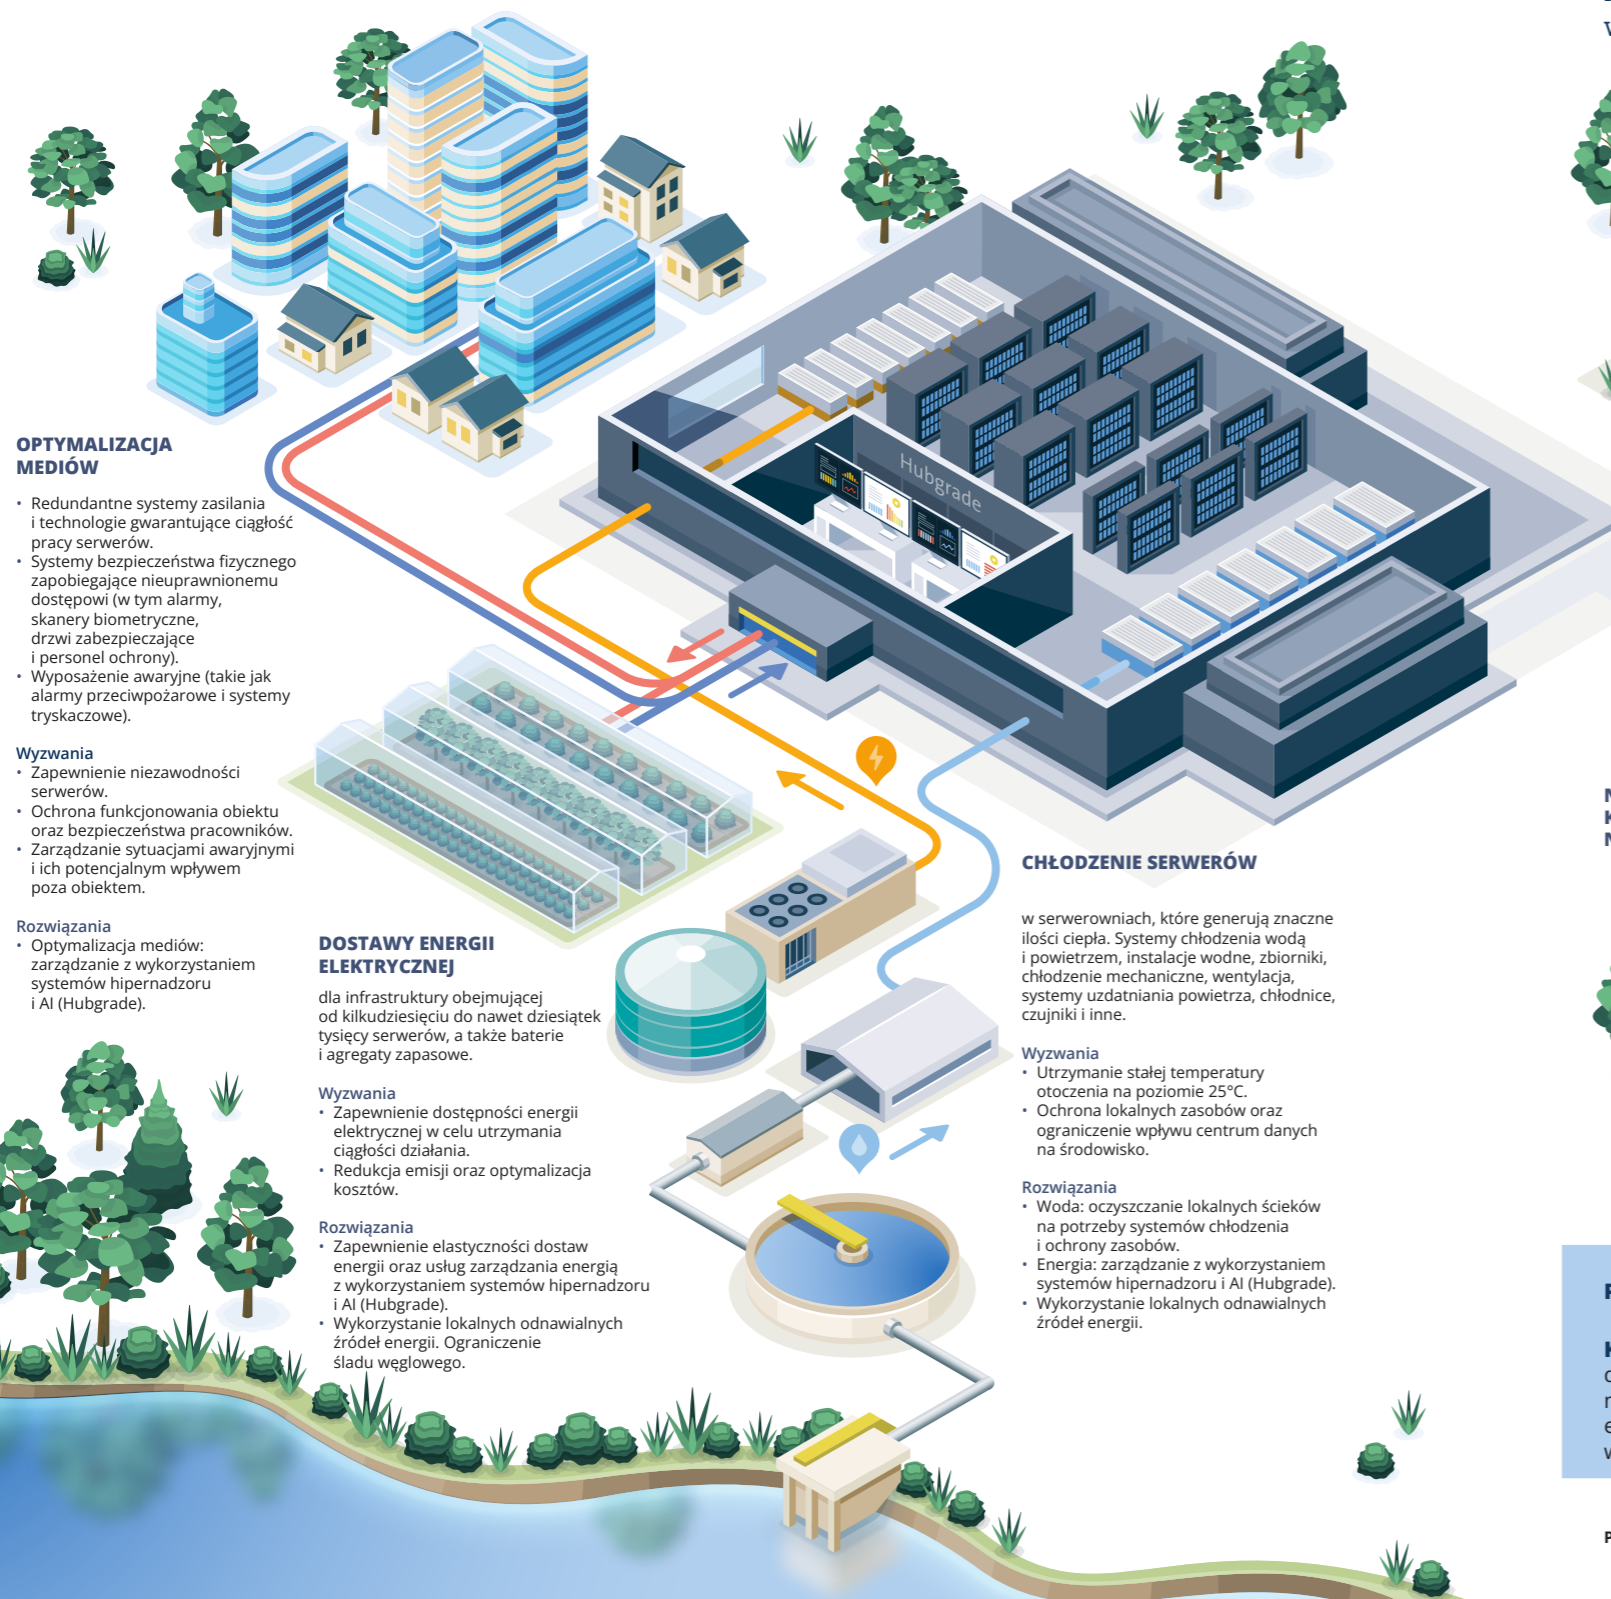 Hubgrade
OPTYMALIZACJA
MEDIÓW
• Redundantne systemy zasilania
i technologie gwarantujące ciągłość
pracy serwerów.
• Systemy bezpieczeństwa fizycznego
zapobiegające nieuprawnionemu
dostępowi (w tym alarmy,
skanery biometryczne,
drzwi zabezpieczające
i personel ochrony).
• Wyposażenie awaryjne (takie jak
alarmy przeciwpożarowe i systemy
tryskaczowe).
Wyzwania
• Zapewnienie niezawodności
serwerów.
• Ochrona funkcjonowania obiektu
oraz bezpieczeństwa pracowników.
• Zarządzanie sytuacjami awaryjnymi
i ich potencjalnym wpływem
poza obiektem.
Rozwiązania
• Optymalizacja mediów:
zarządzanie z wykorzystaniem
systemów hipernadzoru
i AI (Hubgrade).
DOSTAWY ENERGII
ELEKTRYCZNEJ
dla infrastruktury obejmującej
od kilkudziesięciu do nawet dziesiątek
tysięcy serwerów, a także baterie
i agregaty zapasowe.
Wyzwania
• Zapewnienie dostępności energii
elektrycznej w celu utrzymania
ciągłości działania.
• Redukcja emisji oraz optymalizacja
kosztów.
Rozwiązania
• Zapewnienie elastyczności dostaw
energii oraz usług zarządzania energią
z wykorzystaniem systemów hipernadzoru
i AI (Hubgrade).
• Wykorzystanie lokalnych odnawialnych
źródeł energii. Ograniczenie
śladu węglowego.
CHŁODZENIE SERWERÓW
w serwerowniach, które generują znaczne
ilości ciepła. Systemy chłodzenia wodą
i powietrzem, instalacje wodne, zbiorniki,
chłodzenie mechaniczne, wentylacja,
systemy uzdatniania powietrza, chłodnice,
czujniki i inne.
Wyzwania
• Utrzymanie stałej temperatury
otoczenia na poziomie 25°C.
• Ochrona lokalnych zasobów oraz
ograniczenie wpływu centrum danych
na środowisko.
Rozwiązania
• Woda: oczyszczanie lokalnych ścieków
na potrzeby systemów chłodzenia
i ochrony zasobów.
• Energia: zarządzanie z wykorzystaniem
systemów hipernadzoru i AI (Hubgrade).
• Wykorzystanie lokalnych odnawialnych
źródeł energii.